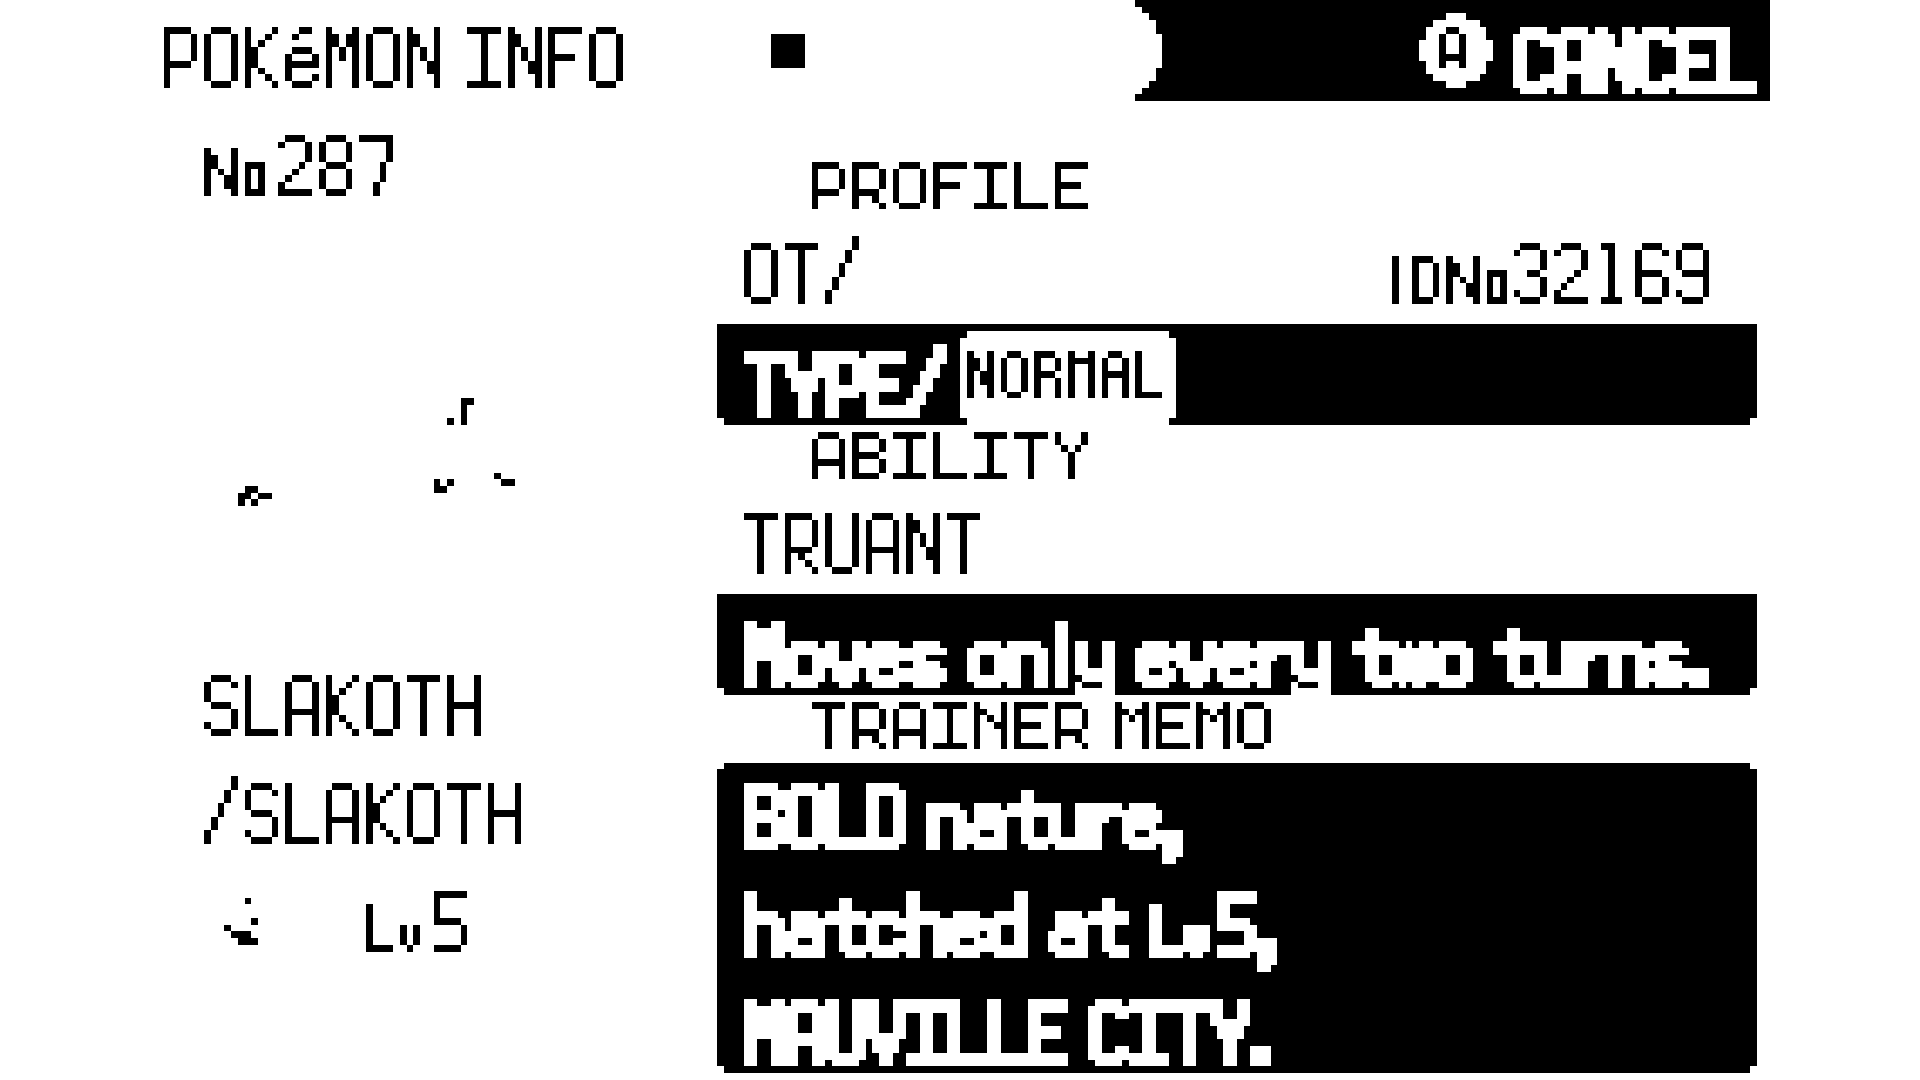 POKéMON INFO
Ⓐ CANCEL
№287
PROFILE
OT/
IDNo32169
TYPE/ NORMAL
ABILITY
TRUANT
Moves only every two turns.
SLAKOTH
TRAINER MEMO
/SLAKOTH
BOLD nature,
Lv5
hatched at Lv5,
MAUVILLE CITY.